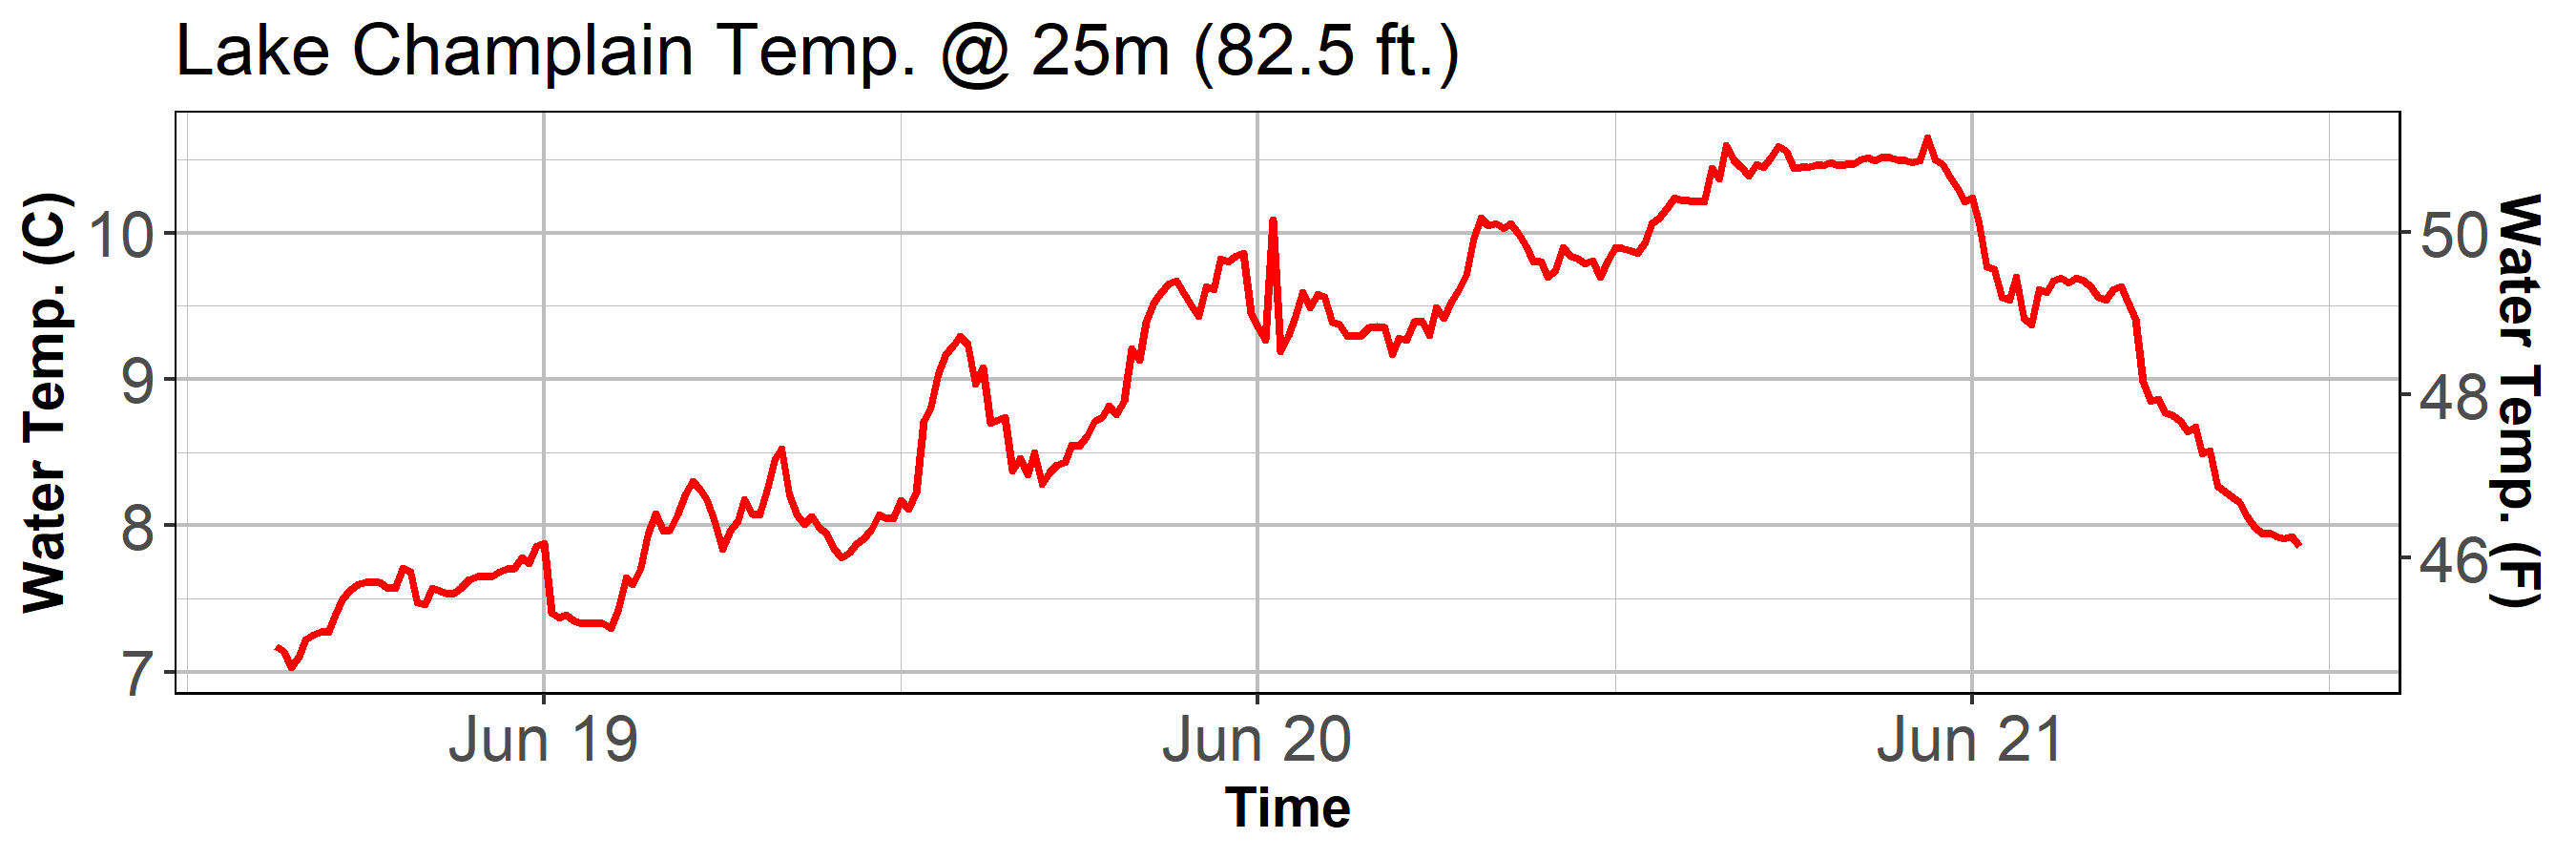 Lake Champlain Temp. @ 25m (82.5 ft.)
Water Temp. (C)
10
9
8
7
50
48
46
Water Temp. (F)
Jun 19 Jun 20 Jun 21
Time